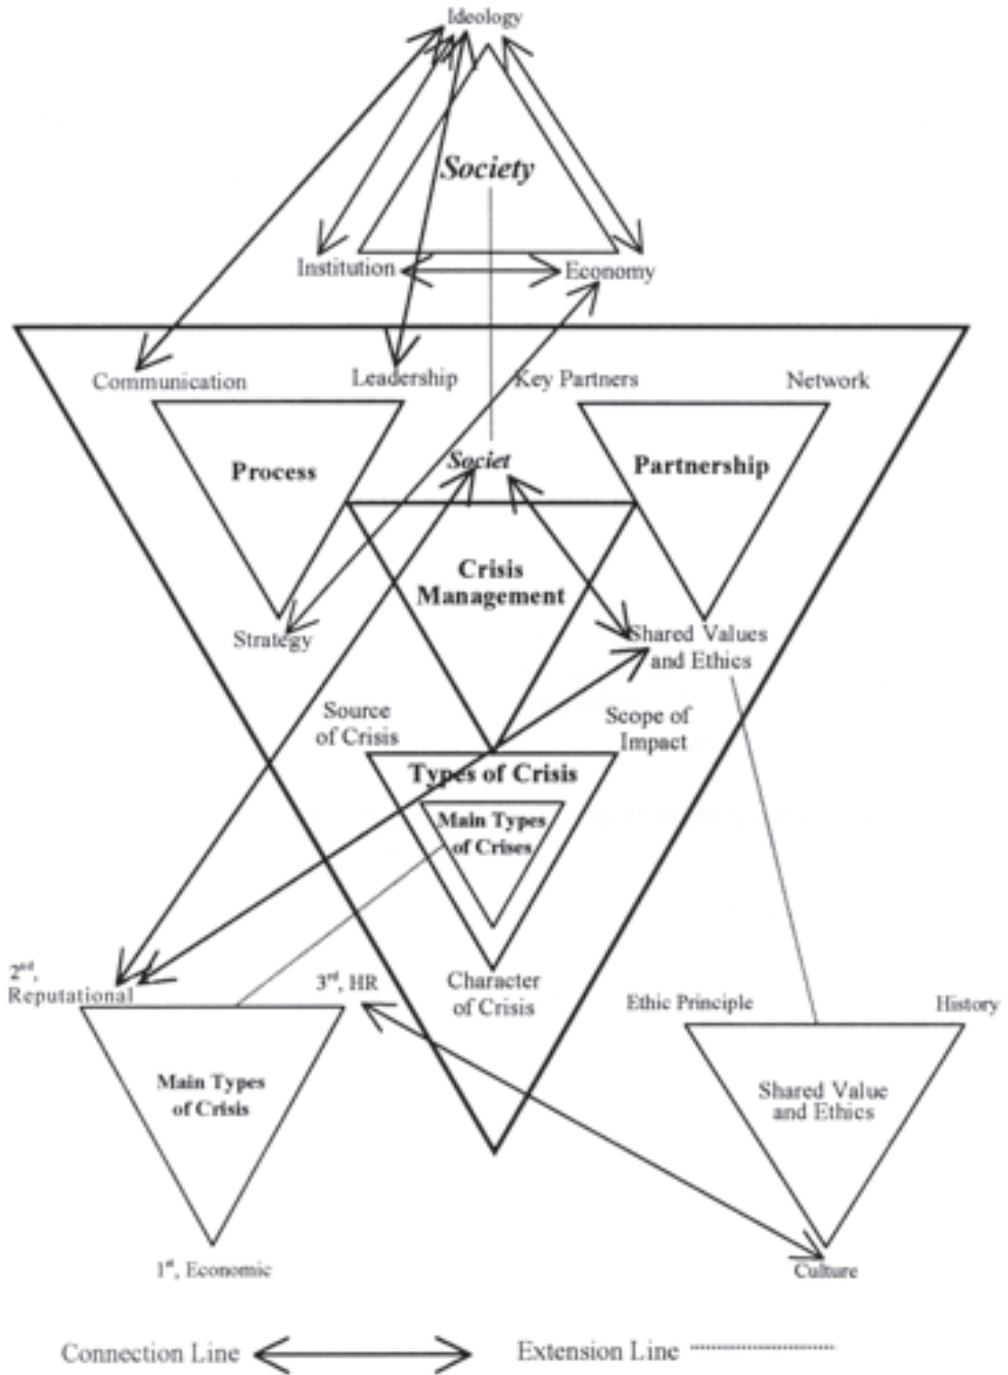 Ideology
Society
Institution
Economy
Communication
Leadership
Key Partners
Network
Process
Societ
Partnership
Crisis
Management
Strategy
Shared Values
and Ethics
Source
of Crisis
Scope of
Impact
Types of Crisis
Main Types
of Crises
2nd,
Reputational
3rd, HR
Character
of Crisis
Ethic Principle
History
Main Types
of Crisis
Shared Value
and Ethics
1st, Economic
Culture
Connection Line
Extension Line